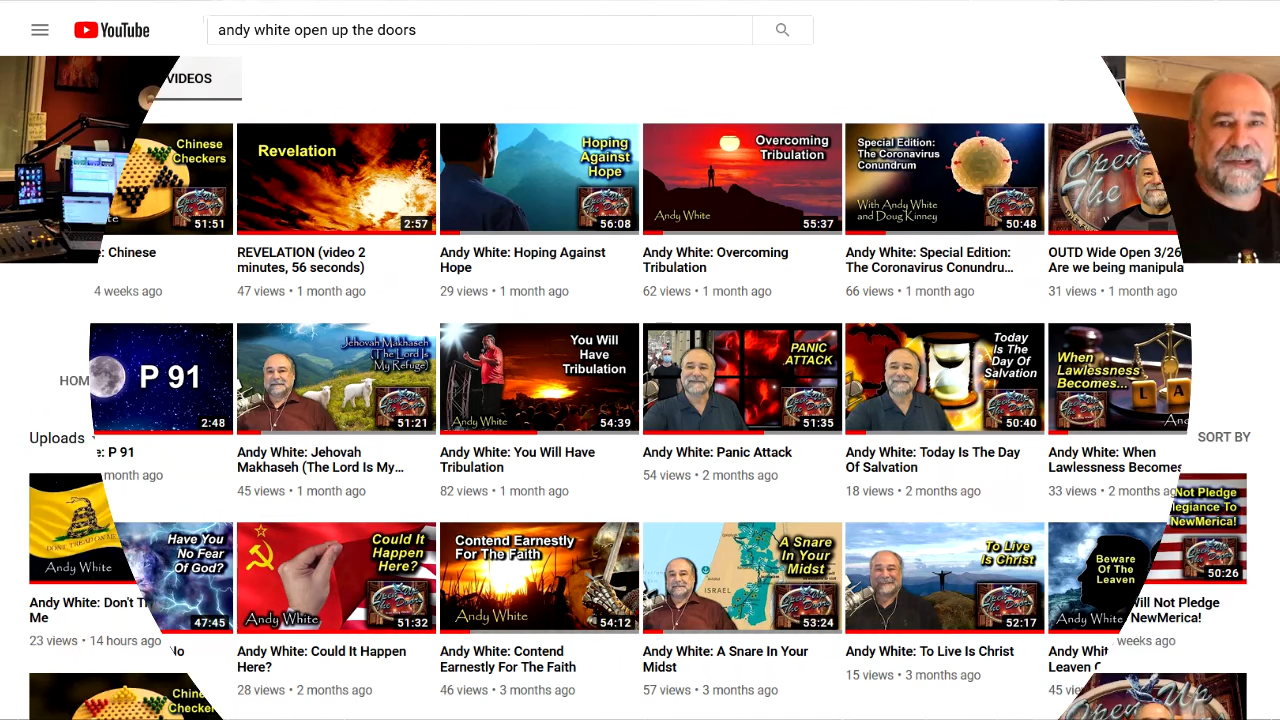 YouTube
andy white open up the doors
VIDEOS
Chinese
Checkers
51:51
Revelation
2:57
Hoping
Against
Hope
56:08
Overcoming
Tribulation
Andy White
55:37
Special Edition:
The Coronavirus
Conundrum
With Andy White
and Doug Kinney
50:48
Open
The
: Chinese
REVELATION (video 2
minutes, 56 seconds)
Andy White: Hoping Against
Hope
Andy White: Overcoming
Tribulation
Andy White: Special Edition:
The Coronavirus Conundru...
OUTD Wide Open 3/26
Are we being manipula
4 weeks ago
47 views • 1 month ago
29 views • 1 month ago
62 views • 1 month ago
66 views • 1 month ago
31 views • 1 month ago
HOM
P 91
2:48
Jehovah Makhaseh
(The Lord Is
My Refuge)
51:21
You Will
Have
Tribulation
Andy White
54:39
PANIC
ATTACK
51:35
Today
Is The
Day Of
Salvation
50:40
When
Lawlessness
Becomes...
L A
Uploads
SORT BY
: P 91
Andy White: Jehovah
Makhaseh (The Lord Is My...
Andy White: You Will Have
Tribulation
Andy White: Panic Attack
Andy White: Today Is The Day
Of Salvation
Andy White: When
Lawlessness Becomes
month ago
45 views • 1 month ago
82 views • 1 month ago
54 views • 2 months ago
18 views • 2 months ago
33 views • 2 months ago
DON'T TREAD ON ME
Andy White
Have You
No Fear
Of God?
47:45
Could It
Happen
Here?
Andy White
51:32
Contend Earnestly
For The Faith
Andy White
54:12
A Snare
In Your
Midst
ISRAEL
53:24
To Live
Is Christ
52:17
Beware
Of The
Leaven
Andy White
Not Pledge
legiance To
NewMerica!
50:26
Andy White: Don't T
Me
23 views • 14 hours ago
No
Andy White: Could It Happen
Here?
28 views • 2 months ago
Andy White: Contend
Earnestly For The Faith
46 views • 3 months ago
Andy White: A Snare In Your
Midst
57 views • 3 months ago
Andy White: To Live Is Christ
15 views • 3 months ago
Andy Whit
Leaven
45 vie
Will Not Pledge
NewMerica!
weeks ago
Chine
Checker
Open Up
The